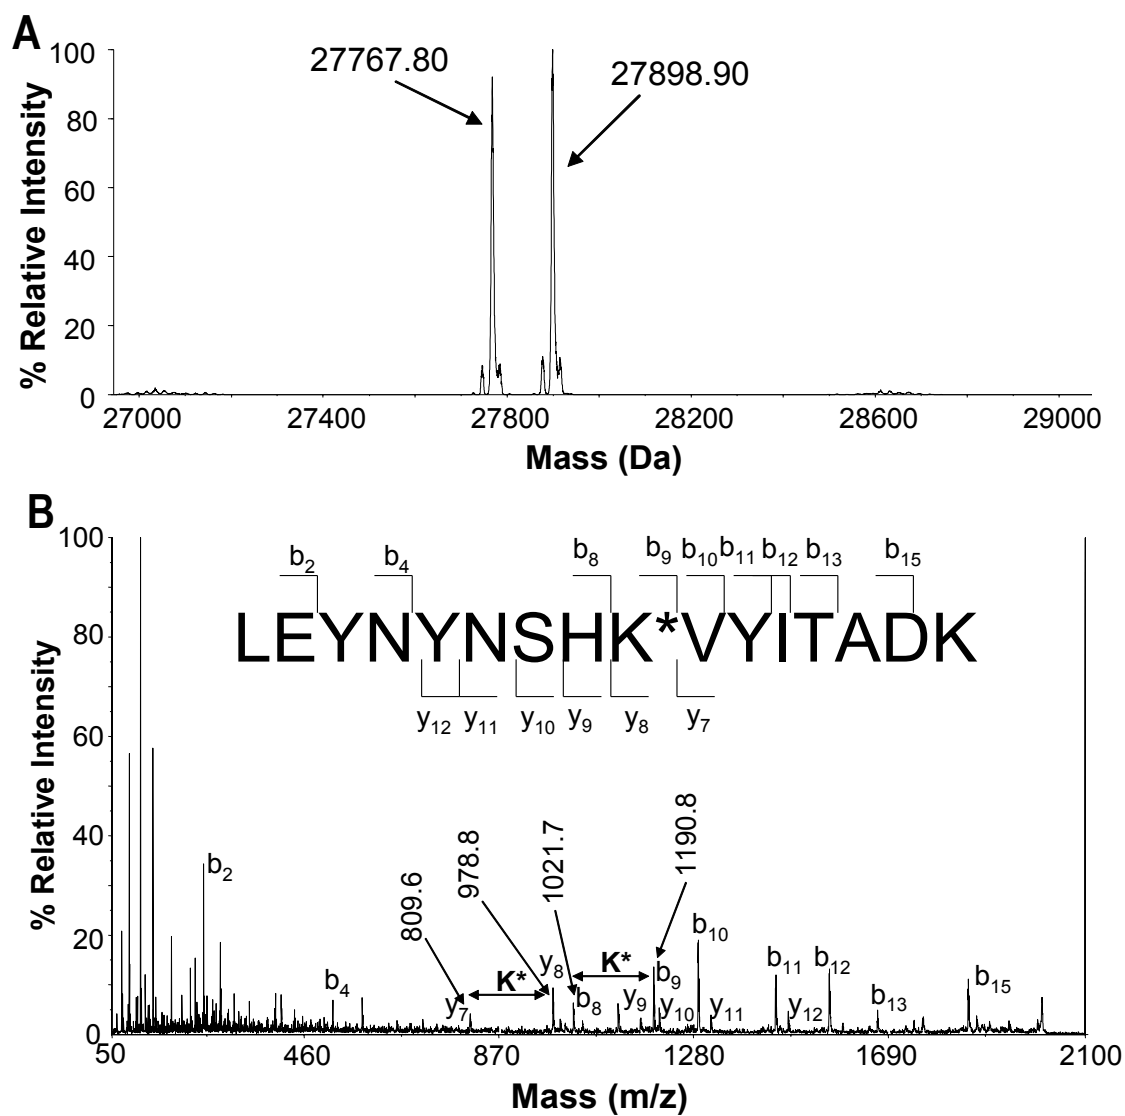 A
27767.80
27898.90
100
80
60
40
20
0
% Relative Intensity
27000 27400 27800 28200 28600 29000
Mass (Da)
B
b2 b4 b8 b9 b10 b11 b12 b13 b15
LEYNYNSHK*VYITADK
y12 y11 y10 y9 y8 y7
100
80
60
40
20
0
% Relative Intensity
809.6
978.8
1021.7
1190.8
b2
b4
y7
K*
y8
b8
K*
y9
b9
y10
b10
y11
b11
y12
b12
b13
b15
50 460 870 1280 1690 2100
Mass (m/z)